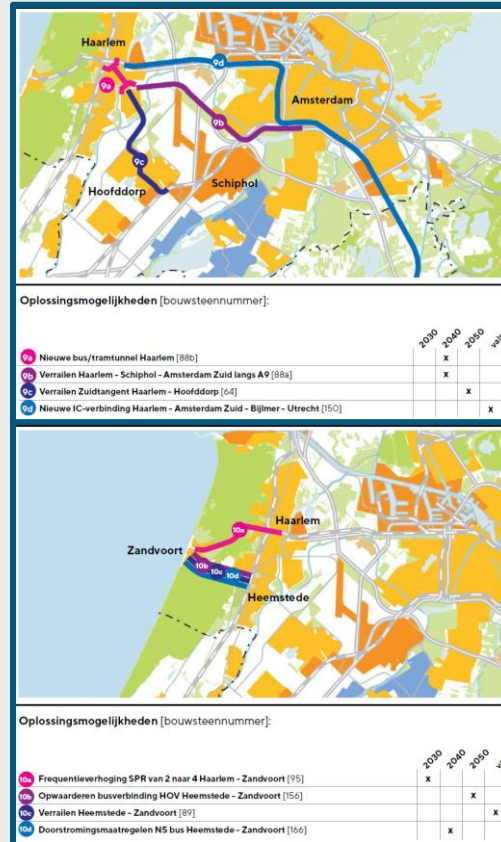 Haarlem
9d
9a
Amsterdam
9b
9c
Hoofddorp
Schiphol
Oplossingsmogelijkheden [bouwsteennummer]:
2030 2040 2050
9a Nieuwe bus/tramtunnel Haarlem [88b] x
9b Verrailen Haarlem - Schiphol - Amsterdam Zuid langs A9 [88a] x
9c Verrailen Zuidtangent Haarlem - Hoofddorp [64] x
9d Nieuwe IC-verbinding Haarlem - Amsterdam Zuid - Bijlmer - Utrecht [150] x
Haarlem
10a
Zandvoort
10b 10c 10d
Heemstede
Oplossingsmogelijkheden [bouwsteennummer]:
2030 2040 2050
10a Frequentieverhoging SPR van 2 naar 4 Haarlem - Zandvoort [95] x
10b Opwaarderen busverbinding HOV Heemstede - Zandvoort [156] x
10c Verrailen Heemstede - Zandvoort [89] x
10d Doorstromingsmaatregelen N5 bus Heemstede - Zandvoort [166] x